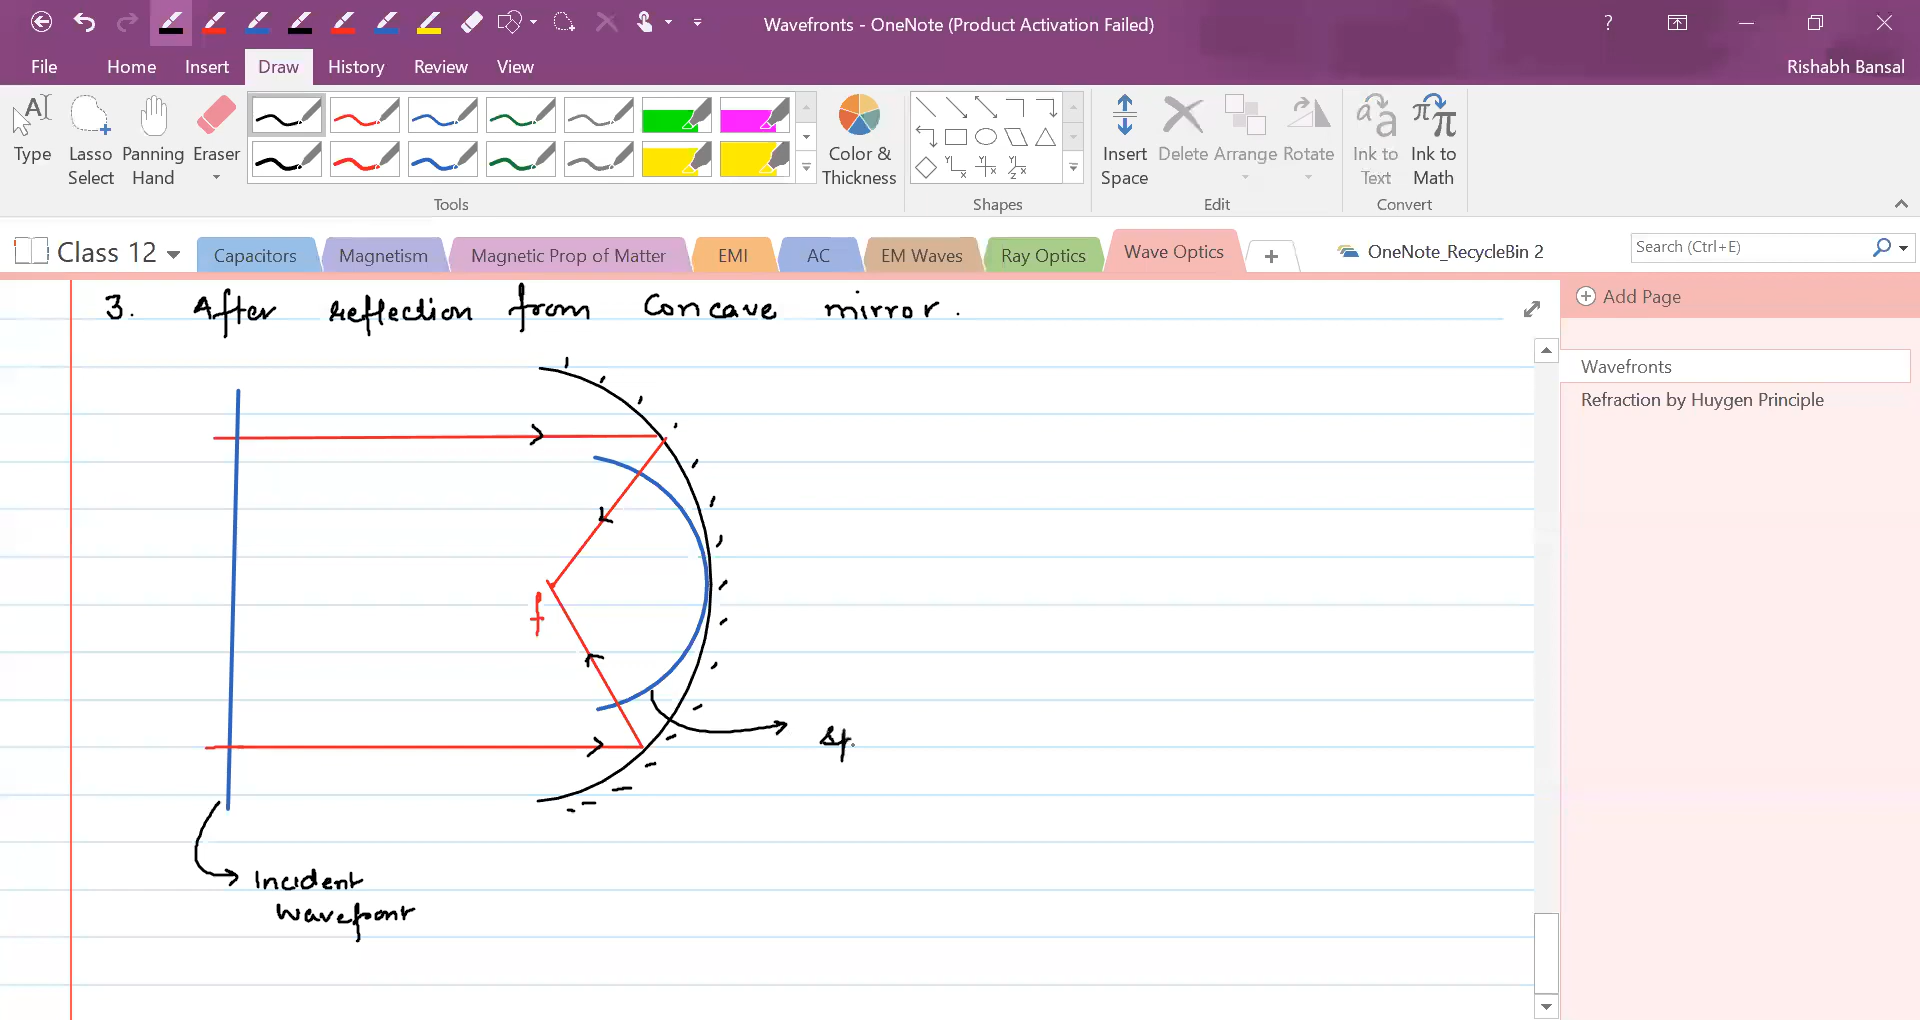 Wavefronts - OneNote (Product Activation Failed)
?
File Home Insert Draw History Review View
Rishabh Bansal
Type
Lasso Select
Panning Hand
Eraser
Color & Thickness
Insert Space
Delete
Arrange
Rotate
Ink to Text
Ink to Math
Tools
Shapes
Edit
Convert
Class 12
Capacitors
Magnetism
Magnetic Prop of Matter
EMI
AC
EM Waves
Ray Optics
Wave Optics
OneNote_RecycleBin 2
Search (Ctrl+E)
Add Page
Wavefronts
Refraction by Huygen Principle
3. After reflection from Concave mirror.
f
Sp
Incident
wavefront